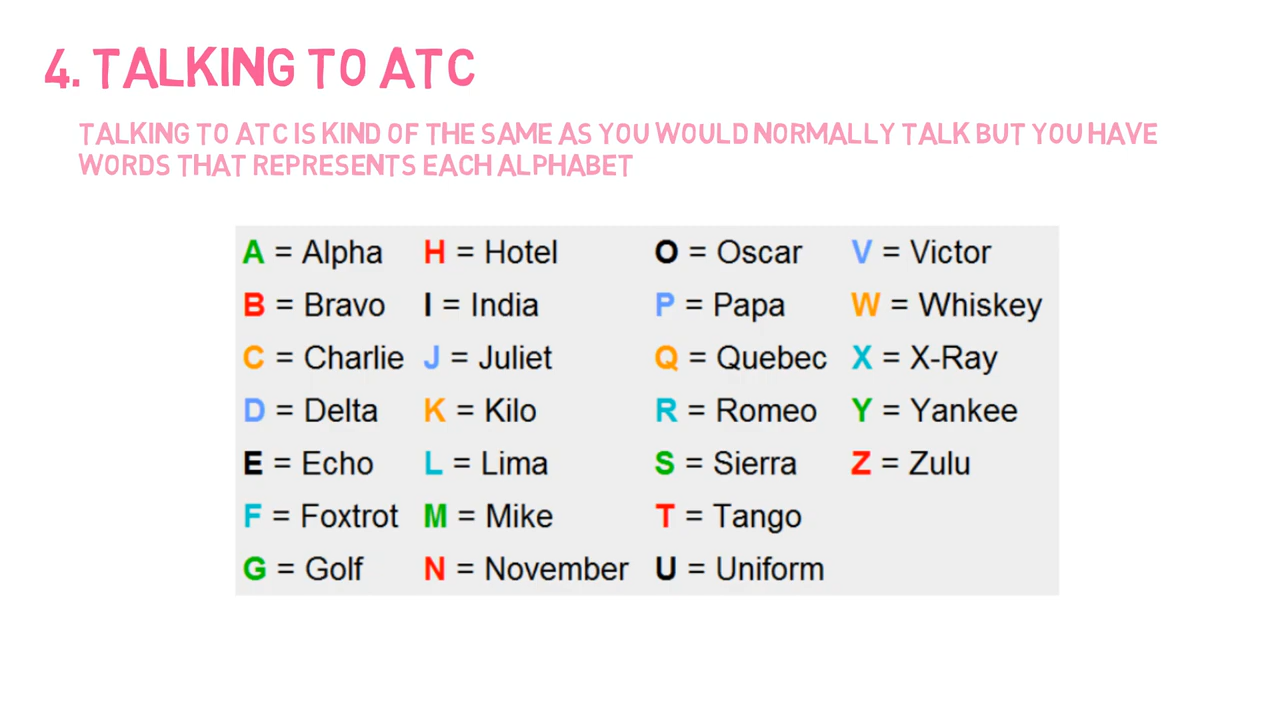 4. TALKING TO ATC
TALKING TO ATC IS KIND OF THE SAME AS YOU WOULD NORMALLY TALK BUT YOU HAVE
WORDS THAT REPRESENTS EACH ALPHABET
A = Alpha H = Hotel O = Oscar V = Victor
B = Bravo I = India P = Papa W = Whiskey
C = Charlie J = Juliet Q = Quebec X = X-Ray
D = Delta K = Kilo R = Romeo Y = Yankee
E = Echo L = Lima S = Sierra Z = Zulu
F = Foxtrot M = Mike T = Tango
G = Golf N = November U = Uniform